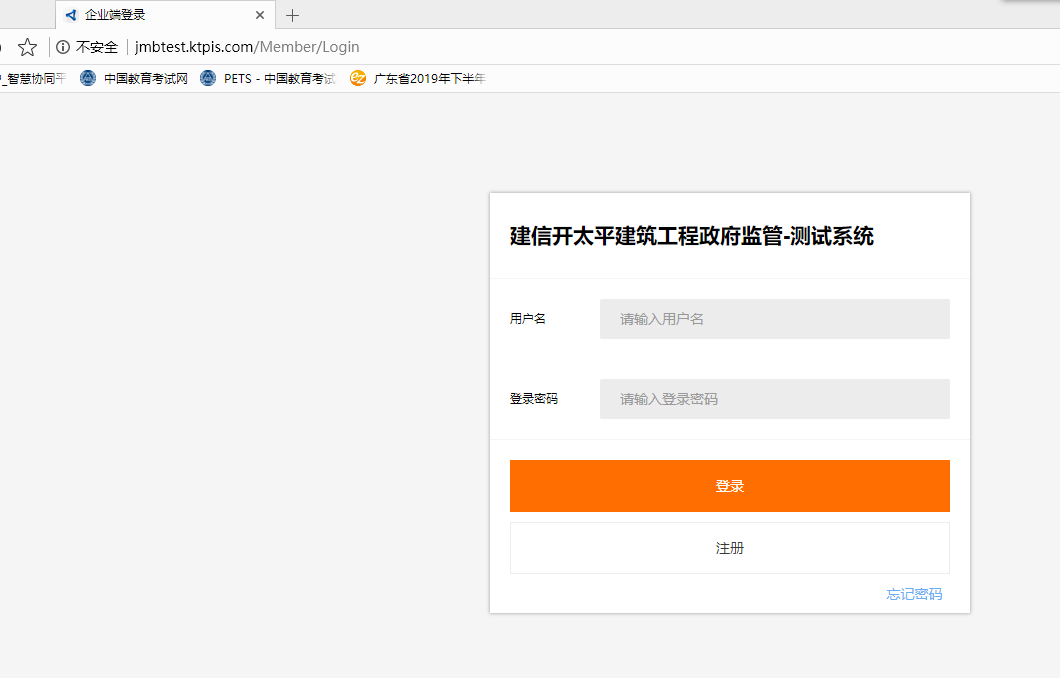 企业端登录
不安全 jmbtest.ktpis.com/Member/Login
_智慧协同平 中国教育考试网 PETS - 中国教育考试 广东省2019年下半年
建信开太平建筑工程政府监管-测试系统
用户名 请输入用户名
登录密码 请输入登录密码
登录
注册
忘记密码